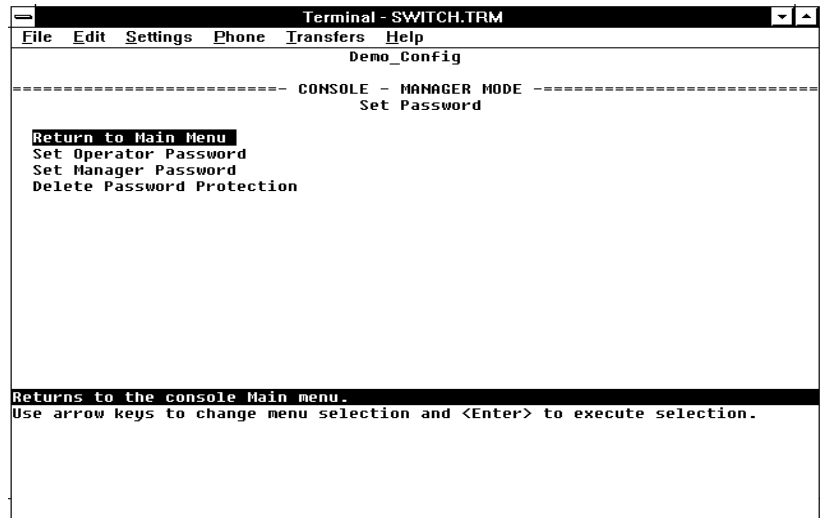 Terminal - SWITCH.TRM
File Edit Settings Phone Transfers Help
Demo_Config
==========================- CONSOLE - MANAGER MODE -===========================
Set Password
Return to Main Menu
Set Operator Password
Set Manager Password
Delete Password Protection
Returns to the console Main menu.
Use arrow keys to change menu selection and <Enter> to execute selection.